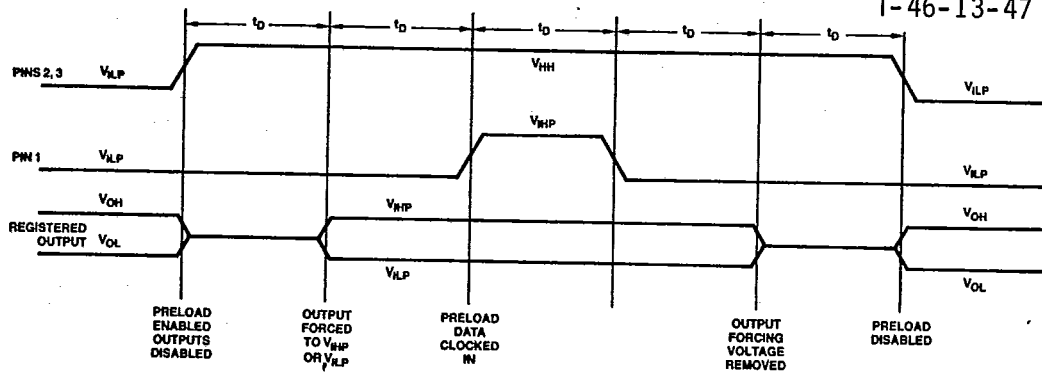 T-46-13-47
tD tD tD tD tD
PINS 2, 3 VILP VHH VILP
PIN 1 VILP VIHP VILP
REGISTERED OUTPUT VOH VOL VIHP VILP VOH VOL
PRELOAD
ENABLED
OUTPUTS
DISABLED
OUTPUT
FORCED
TO VIHP
OR VILP
PRELOAD
DATA
CLOCKED
IN
OUTPUT
FORCING
VOLTAGE
REMOVED
PRELOAD
DISABLED